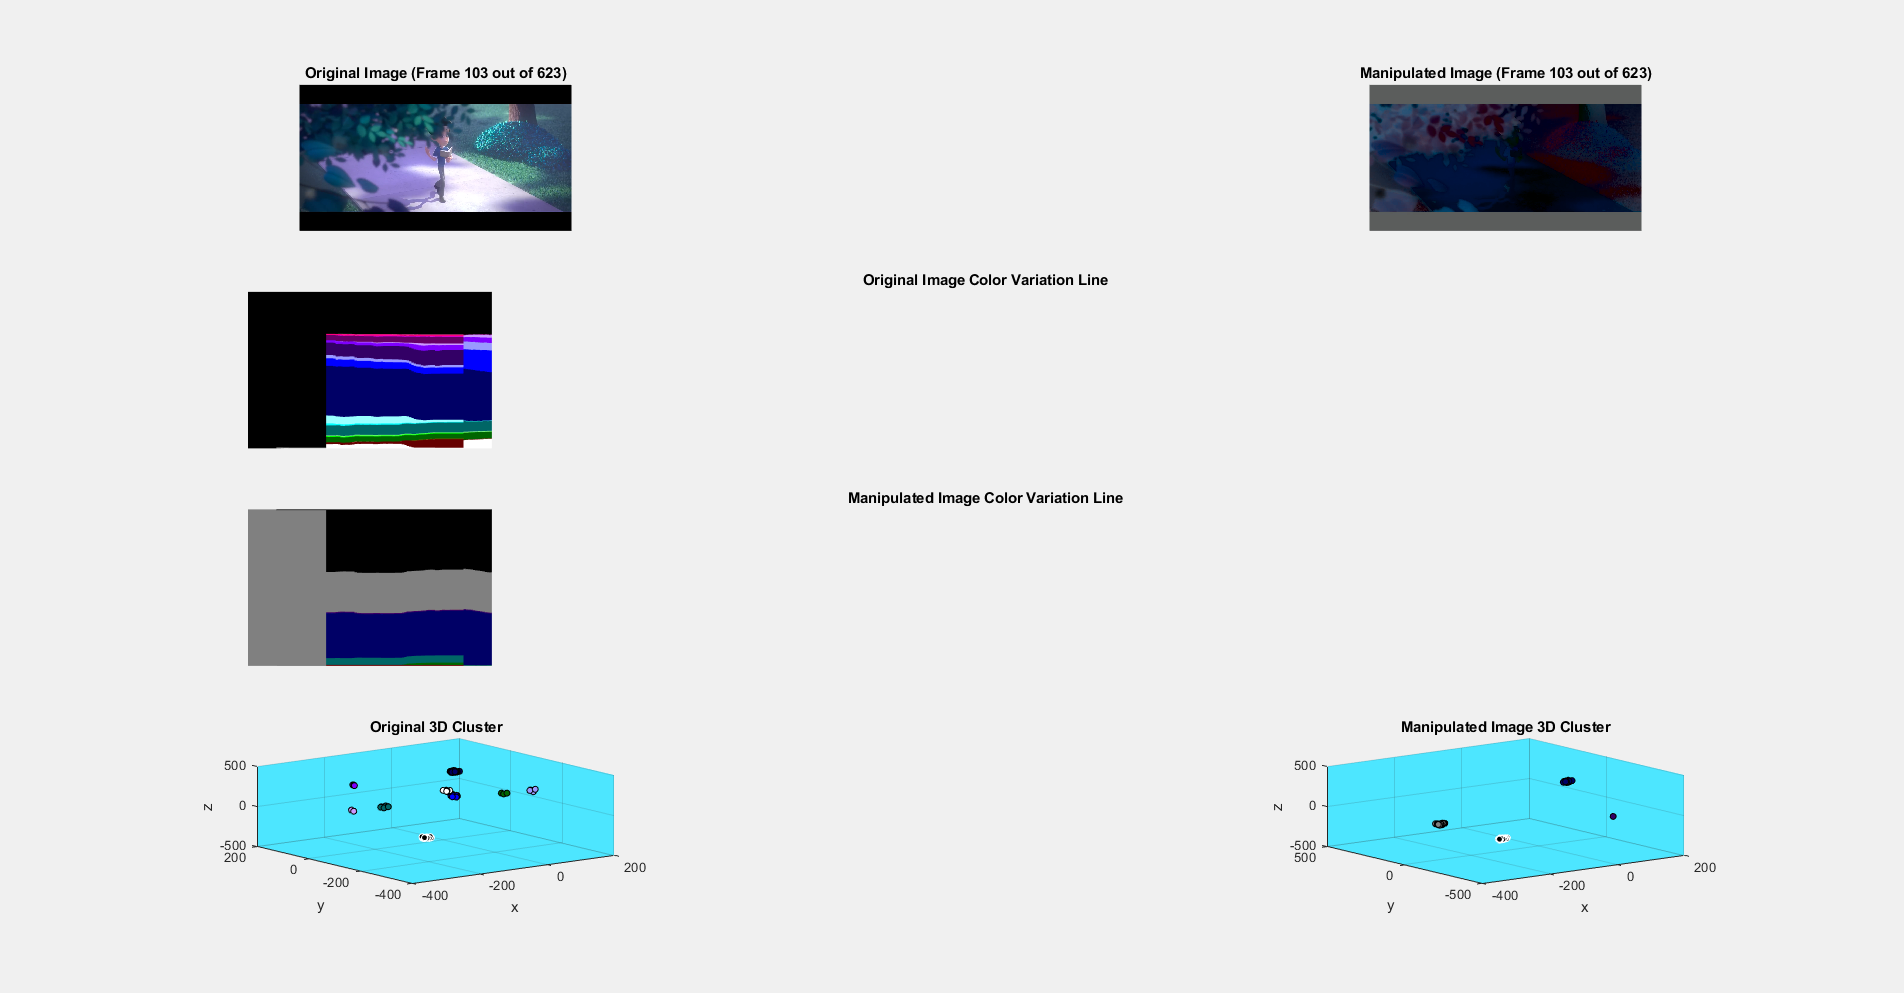 Original Image (Frame 103 out of 623)
Manipulated Image (Frame 103 out of 623)
Original Image Color Variation Line
Manipulated Image Color Variation Line
Original 3D Cluster
500
0
-500
z
200
0
-200
-400
y
-400
-200
0
200
x
Manipulated Image 3D Cluster
500
0
-500
z
500
0
-500
y
-400
-200
0
200
x